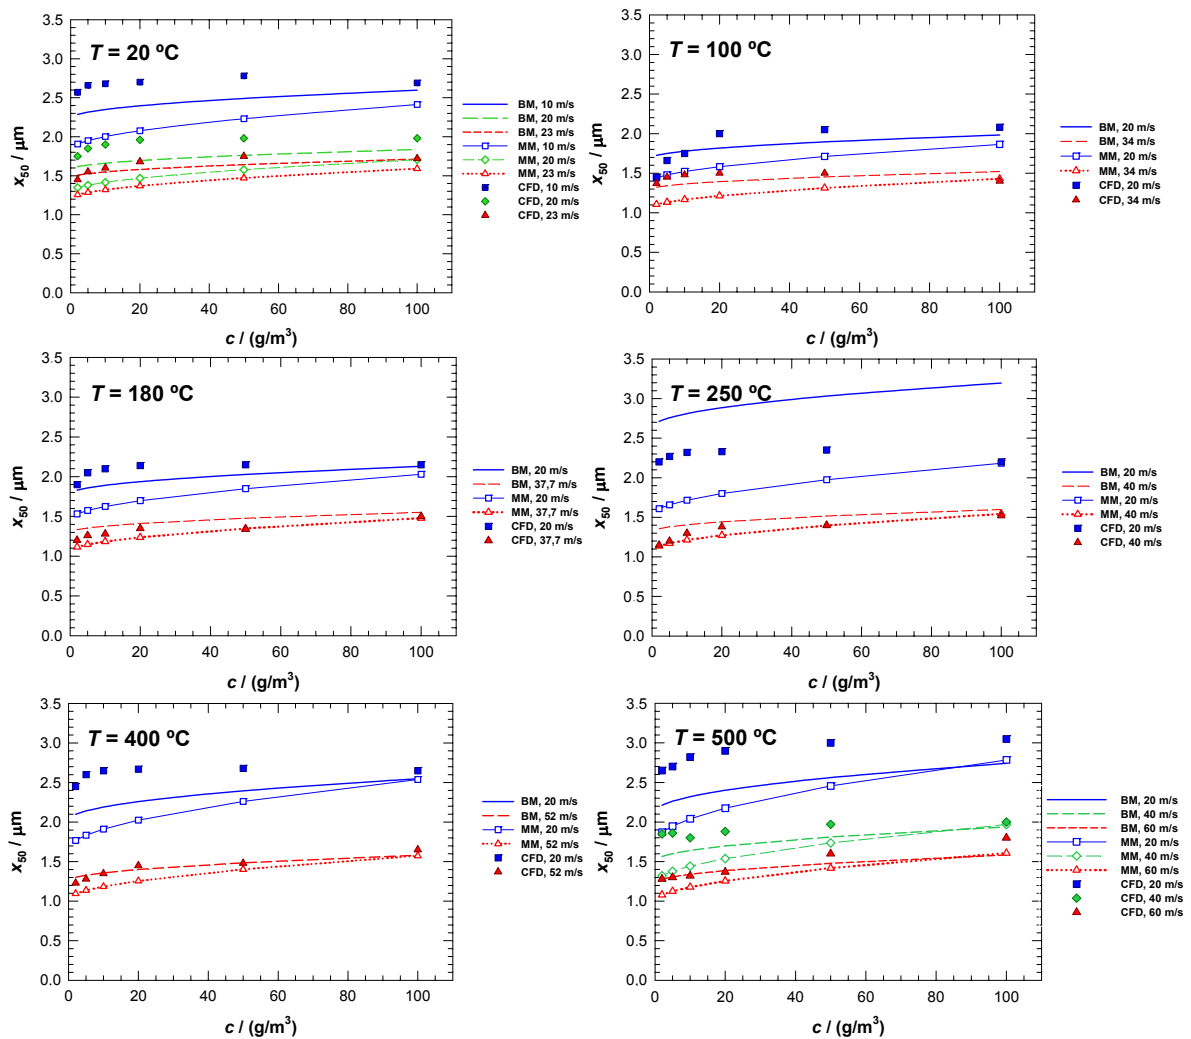 T = 20 ºC
3.5
3.0
2.5
2.0
1.5
1.0
0.5
0.0
x50 / µm
0 20 40 60 80 100
c / (g/m³)
BM, 10 m/s
BM, 20 m/s
BM, 23 m/s
MM, 10 m/s
MM, 20 m/s
MM, 23 m/s
CFD, 10 m/s
CFD, 20 m/s
CFD, 23 m/s
T = 100 ºC
3.5
3.0
2.5
2.0
1.5
1.0
0.5
0.0
x50 / µm
0 20 40 60 80 100
c / (g/m³)
BM, 20 m/s
BM, 34 m/s
MM, 20 m/s
MM, 34 m/s
CFD, 20 m/s
CFD, 34 m/s
T = 180 ºC
3.5
3.0
2.5
2.0
1.5
1.0
0.5
0.0
x50 / µm
0 20 40 60 80 100
c / (g/m³)
BM, 20 m/s
BM, 37,7 m/s
MM, 20 m/s
MM, 37,7 m/s
CFD, 20 m/s
CFD, 37,7 m/s
T = 250 ºC
3.5
3.0
2.5
2.0
1.5
1.0
0.5
0.0
x50 / µm
0 20 40 60 80 100
c / (g/m³)
BM, 20 m/s
BM, 40 m/s
MM, 20 m/s
MM, 40 m/s
CFD, 20 m/s
CFD, 40 m/s
T = 400 ºC
3.5
3.0
2.5
2.0
1.5
1.0
0.5
0.0
x50 / µm
0 20 40 60 80 100
c / (g/m³)
BM, 20 m/s
BM, 52 m/s
MM, 20 m/s
MM, 52 m/s
CFD, 20 m/s
CFD, 52 m/s
T = 500 ºC
3.5
3.0
2.5
2.0
1.5
1.0
0.5
0.0
x50 / µm
0 20 40 60 80 100
c / (g/m³)
BM, 20 m/s
BM, 40 m/s
BM, 60 m/s
MM, 20 m/s
MM, 40 m/s
MM, 60 m/s
CFD, 20 m/s
CFD, 40 m/s
CFD, 60 m/s